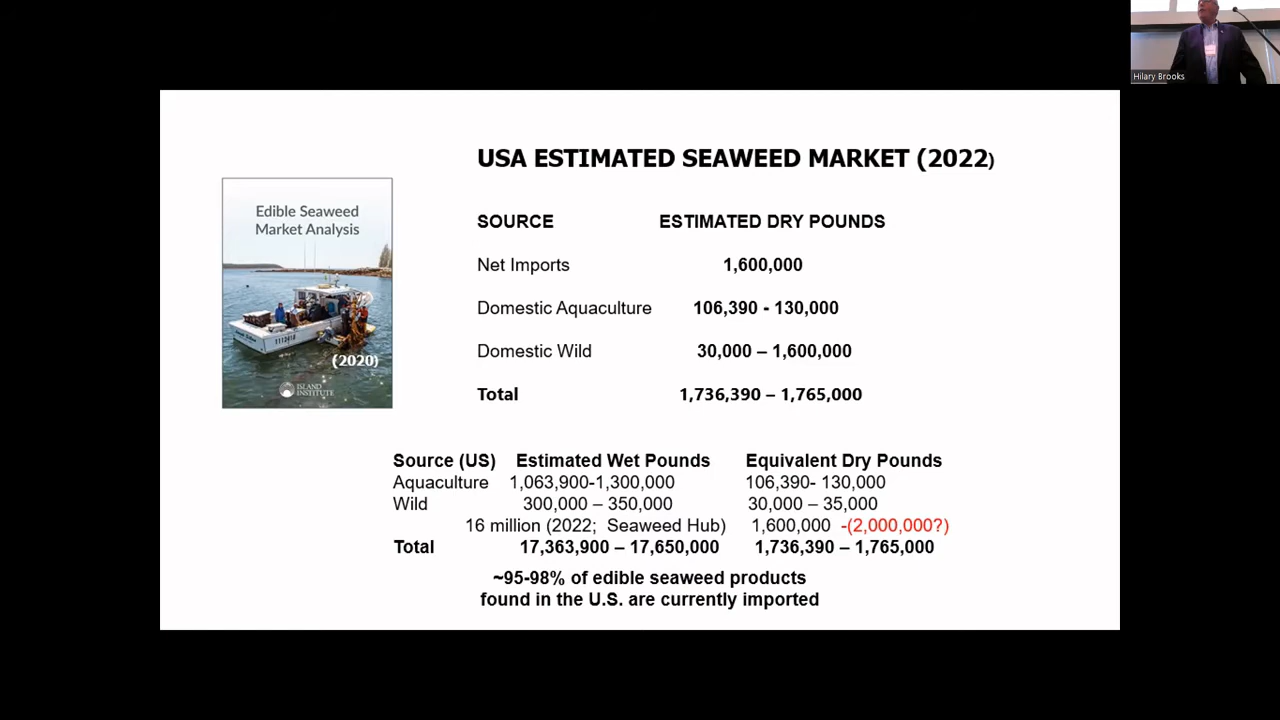 Hilary Brooks
USA ESTIMATED SEAWEED MARKET (2022)
Edible Seaweed
Market Analysis
(2020)
ISLAND
INSTITUTE
SOURCE ESTIMATED DRY POUNDS
Net Imports 1,600,000
Domestic Aquaculture 106,390 - 130,000
Domestic Wild 30,000 – 1,600,000
Total 1,736,390 – 1,765,000
Source (US) Estimated Wet Pounds Equivalent Dry Pounds
Aquaculture 1,063,900-1,300,000 106,390- 130,000
Wild 300,000 – 350,000 30,000 – 35,000
16 million (2022; Seaweed Hub) 1,600,000 -(2,000,000?)
Total 17,363,900 – 17,650,000 1,736,390 – 1,765,000
~95-98% of edible seaweed products
found in the U.S. are currently imported